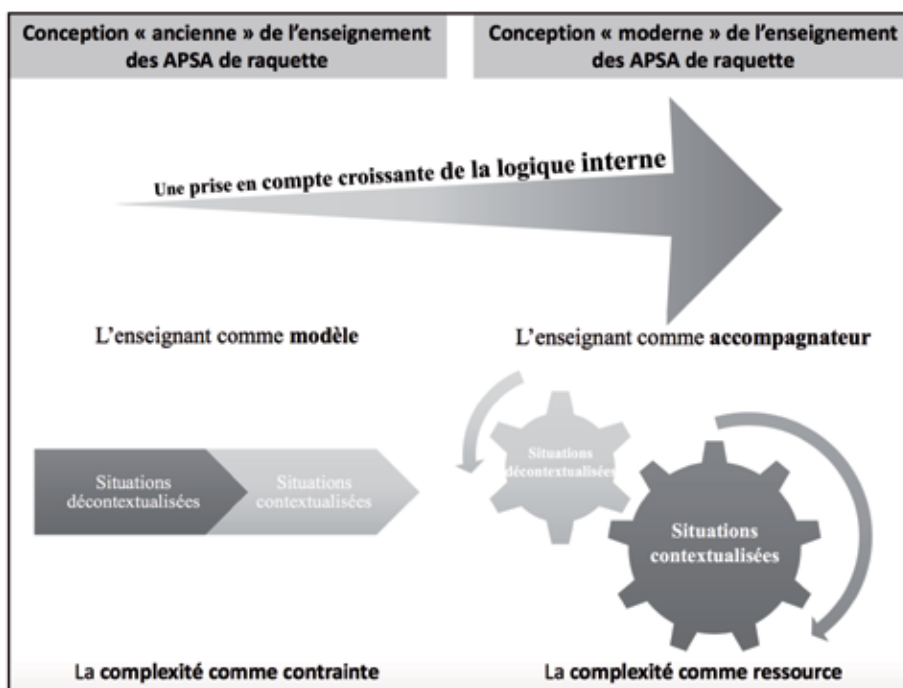 Conception « ancienne » de l'enseignement
des APSA de raquette
Conception « moderne » de l'enseignement
des APSA de raquette
Une prise en compte croissante de la logique interne
L'enseignant comme modèle
L'enseignant comme accompagnateur
Situations
décontextualisées
Situations
contextualisées
Situations
décontextualisées
Situations
contextualisées
La complexité comme contrainte
La complexité comme ressource